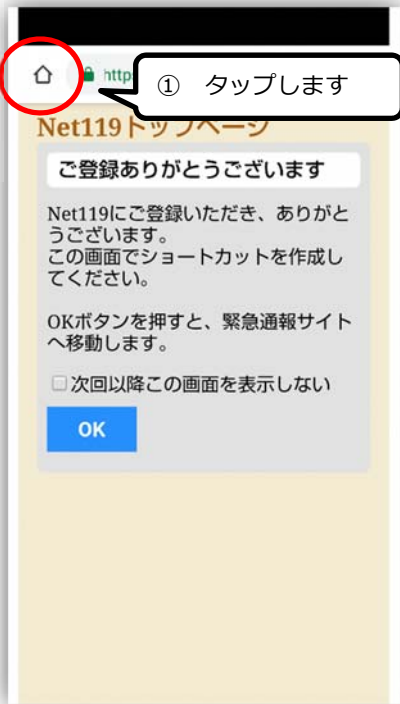 http
① タップします
Net119トップページ
ご登録ありがとうございます
Net119にご登録いただき、ありがと
うございます。
この画面でショートカットを作成し
てください。
OKボタンを押すと、緊急通報サイト
へ移動します。
次回以降この画面を表示しない
OK